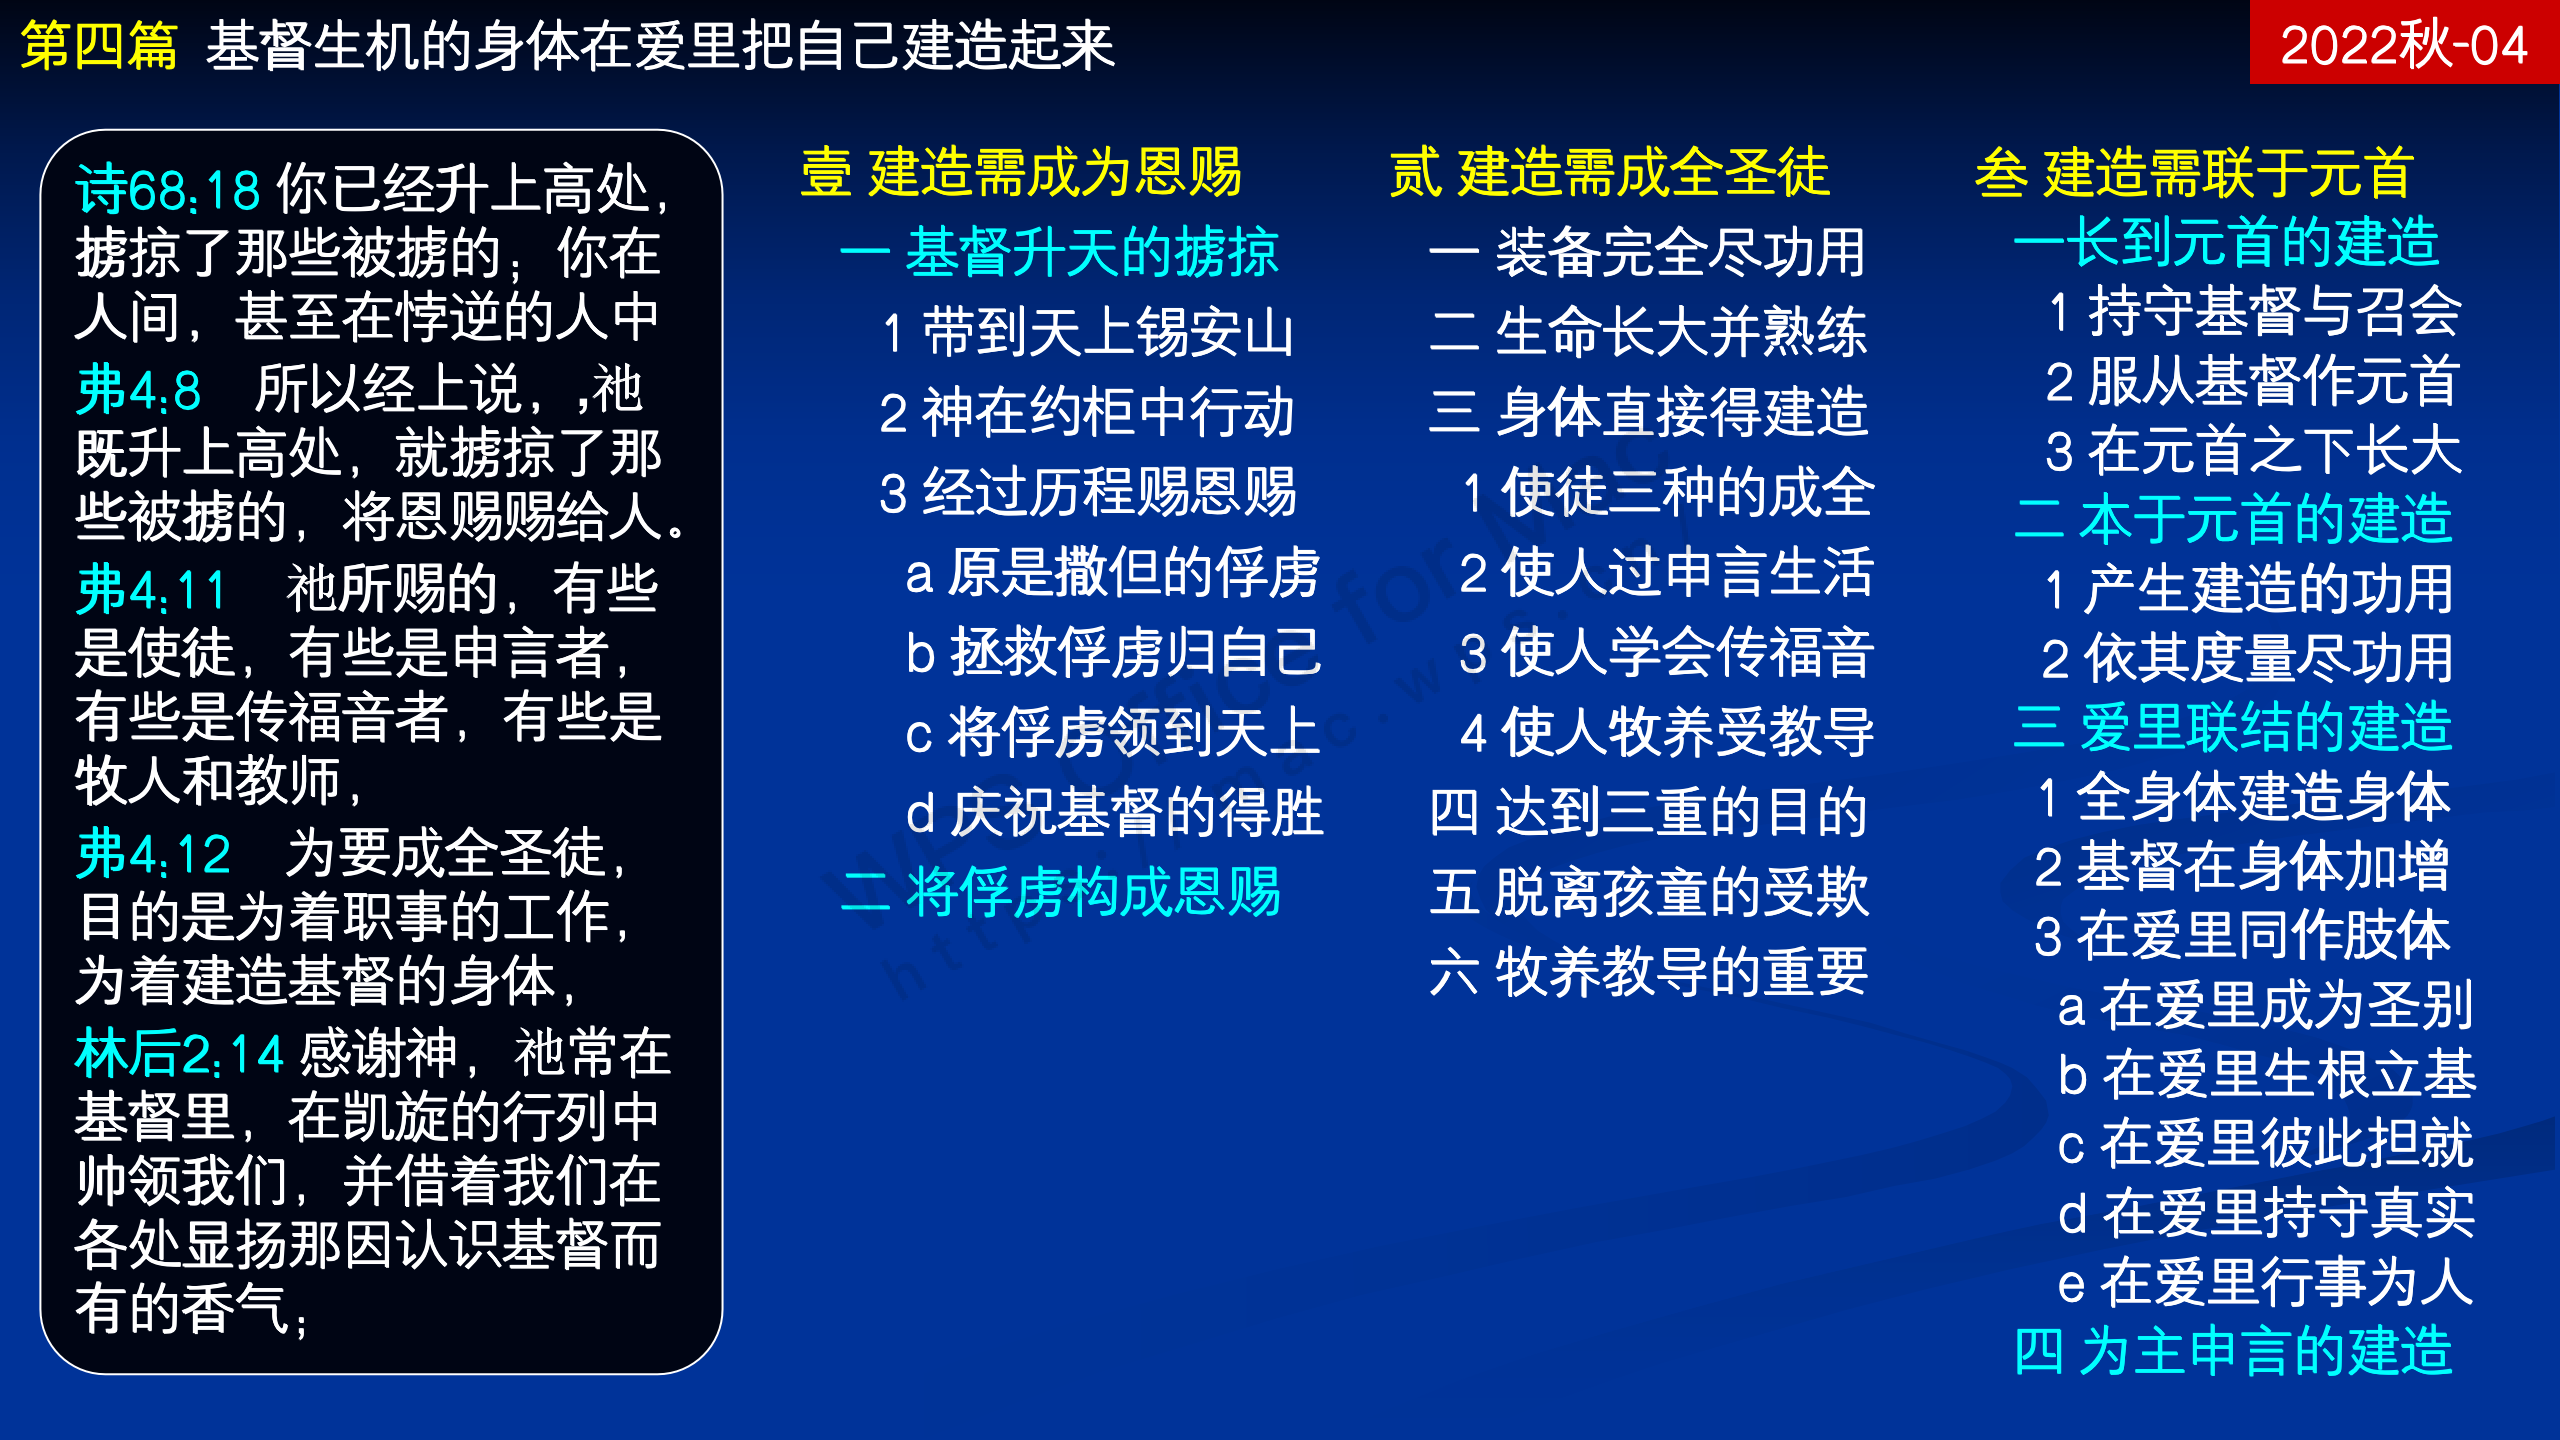 第四篇 基督生机的身体在爱里把自己建造起来
2022秋-04
诗68:18 你已经升上高处，
掳掠了那些被掳的；你在
人间，甚至在悖逆的人中
弗4:8 所以经上说，,祂
既升上高处，就掳掠了那
些被掳的，将恩赐赐给人。
弗4:11 祂所赐的，有些
是使徒，有些是申言者，
有些是传福音者，有些是
牧人和教师，
弗4:12 为要成全圣徒，
目的是为着职事的工作，
为着建造基督的身体，
林后2:14 感谢神，祂常在
基督里，在凯旋的行列中
帅领我们，并借着我们在
各处显扬那因认识基督而
有的香气；
壹 建造需成为恩赐
一 基督升天的掳掠
1 带到天上锡安山
2 神在约柜中行动
3 经过历程赐恩赐
a 原是撒但的俘虏
b 拯救俘虏归自己
c 将俘虏领到天上
d 庆祝基督的得胜
二 将俘虏构成恩赐
贰 建造需成全圣徒
一 装备完全尽功用
二 生命长大并熟练
三 身体直接得建造
1 使徒三种的成全
2 使人过申言生活
3 使人学会传福音
4 使人牧养受教导
四 达到三重的目的
五 脱离孩童的受欺
六 牧养教导的重要
叁 建造需联于元首
一长到元首的建造
1 持守基督与召会
2 服从基督作元首
3 在元首之下长大
二 本于元首的建造
1 产生建造的功用
2 依其度量尽功用
三 爱里联结的建造
1 全身体建造身体
2 基督在身体加增
3 在爱里同作肢体
a 在爱里成为圣别
b 在爱里生根立基
c 在爱里彼此担就
d 在爱里持守真实
e 在爱里行事为人
四 为主申言的建造
WPS Office for Mac